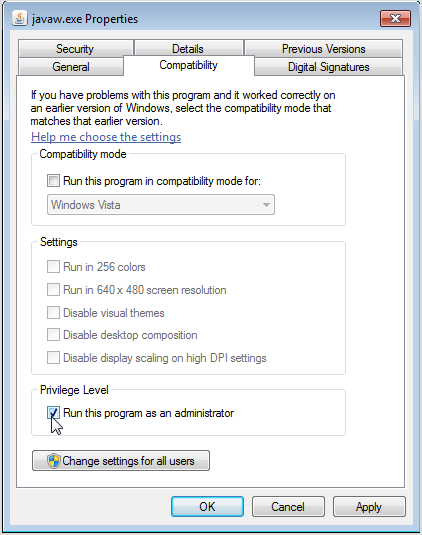 javaw.exe Properties
Security
Details
Previous Versions
General
Compatibility
Digital Signatures
If you have problems with this program and it worked correctly on
an earlier version of Windows, select the compatibility mode that
matches that earlier version.
Help me choose the settings
Compatibility mode
Run this program in compatibility mode for:
Windows Vista
Settings
Run in 256 colors
Run in 640 x 480 screen resolution
Disable visual themes
Disable desktop composition
Disable display scaling on high DPI settings
Privilege Level
Run this program as an administrator
Change settings for all users
OK
Cancel
Apply